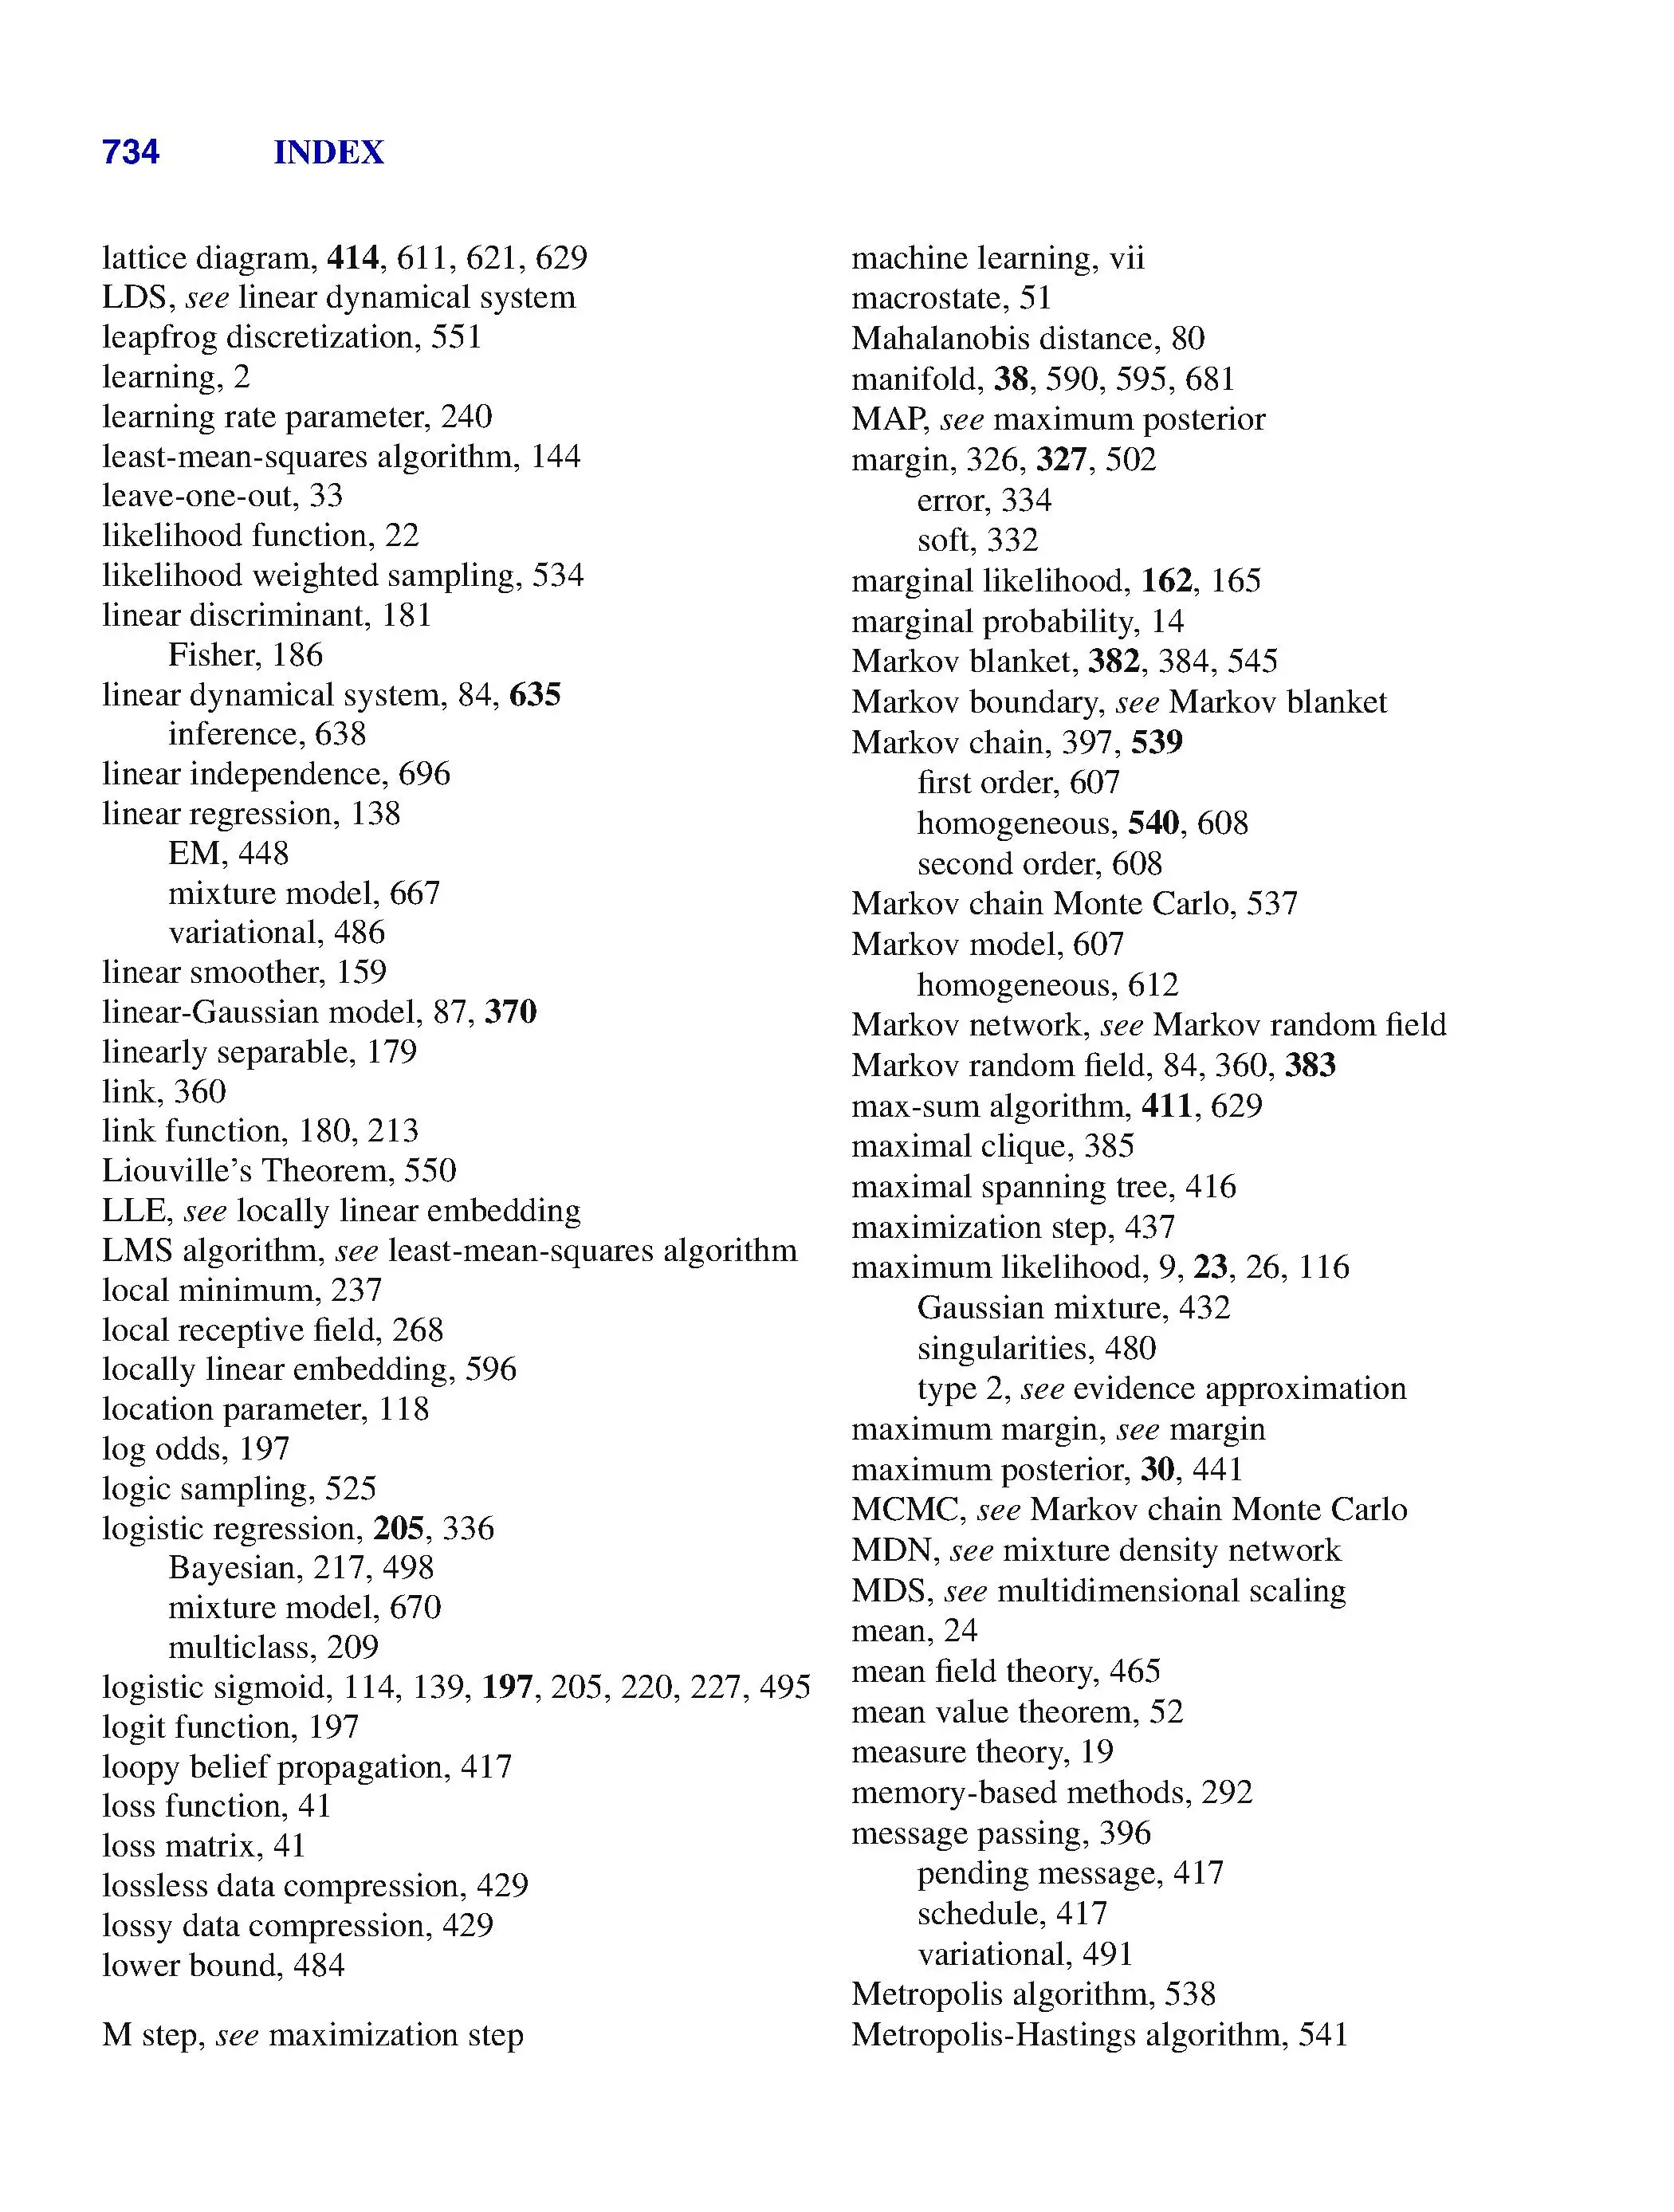 734 INDEX
lattice diagram, 414, 611, 621, 629
LDS, see linear dynamical system
leapfrog discretization, 551
learning, 2
learning rate parameter, 240
least-mean-squares algorithm, 144
leave-one-out, 33
likelihood function, 22
likelihood weighted sampling, 534
linear discriminant, 181
Fisher, 186
linear dynamical system, 84, 635
inference, 638
linear independence, 696
linear regression, 138
EM, 448
mixture model, 667
variational, 486
linear smoother, 159
linear-Gaussian model, 87, 370
linearly separable, 179
link, 360
link function, 180, 213
Liouville’s Theorem, 550
LLE, see locally linear embedding
LMS algorithm, see least-mean-squares algorithm
local minimum, 237
local receptive field, 268
locally linear embedding, 596
location parameter, 118
log odds, 197
logic sampling, 525
logistic regression, 205, 336
Bayesian, 217, 498
mixture model, 670
multiclass, 209
logistic sigmoid, 114, 139, 197, 205, 220, 227, 495
logit function, 197
loopy belief propagation, 417
loss function, 41
loss matrix, 41
lossless data compression, 429
lossy data compression, 429
lower bound, 484
M step, see maximization step
machine learning, vii
macrostate, 51
Mahalanobis distance, 80
manifold, 38, 590, 595, 681
MAP, see maximum posterior
margin, 326, 327, 502
error, 334
soft, 332
marginal likelihood, 162, 165
marginal probability, 14
Markov blanket, 382, 384, 545
Markov boundary, see Markov blanket
Markov chain, 397, 539
first order, 607
homogeneous, 540, 608
second order, 608
Markov chain Monte Carlo, 537
Markov model, 607
homogeneous, 612
Markov network, see Markov random field
Markov random field, 84, 360, 383
max-sum algorithm, 411, 629
maximal clique, 385
maximal spanning tree, 416
maximization step, 437
maximum likelihood, 9, 23, 26, 116
Gaussian mixture, 432
singularities, 480
type 2, see evidence approximation
maximum margin, see margin
maximum posterior, 30, 441
MCMC, see Markov chain Monte Carlo
MDN, see mixture density network
MDS, see multidimensional scaling
mean, 24
mean field theory, 465
mean value theorem, 52
measure theory, 19
memory-based methods, 292
message passing, 396
pending message, 417
schedule, 417
variational, 491
Metropolis algorithm, 538
Metropolis-Hastings algorithm, 541